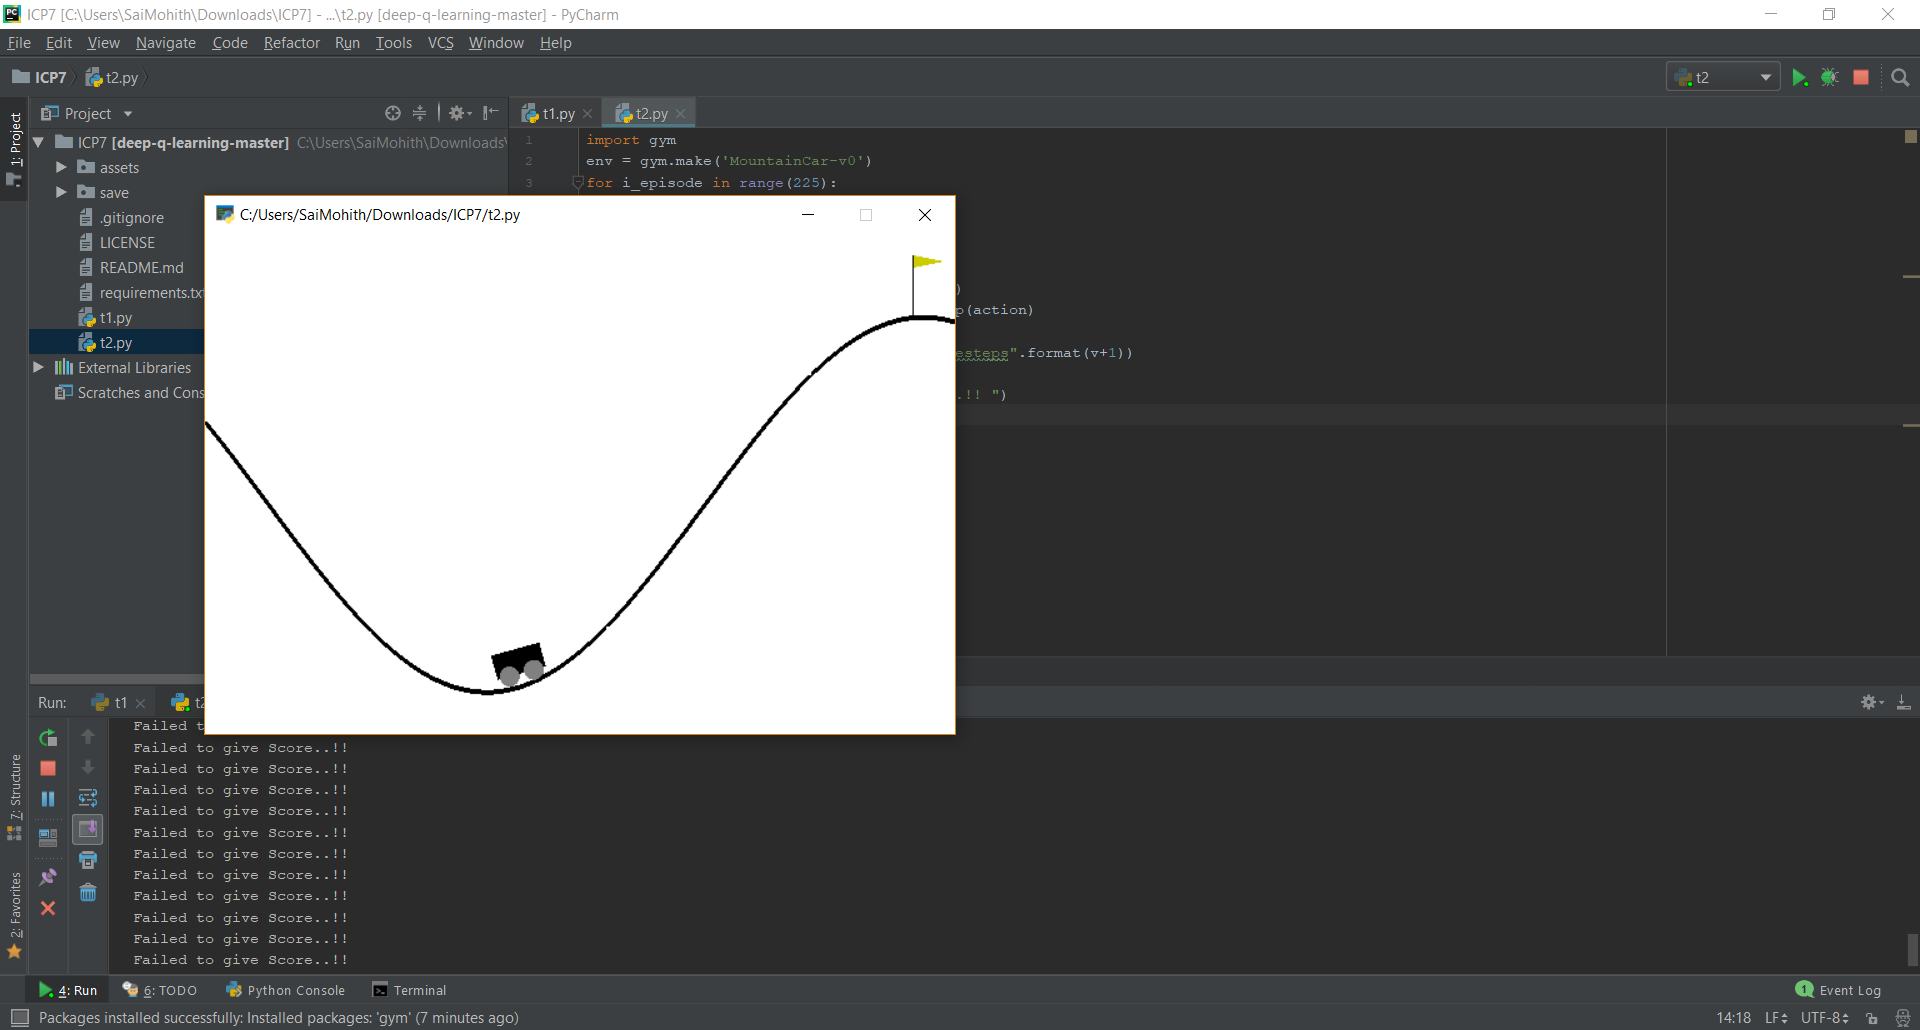 ICP7 [C:\Users\SaiMohith\Downloads\ICP7] - ...\t2.py [deep-q-learning-master] - PyCharm
File Edit View Navigate Code Refactor Run Tools VCS Window Help
ICP7 t2.py t2
1: Project
Project
t1.py t2.py
ICP7 [deep-q-learning-master] C:\Users\SaiMohith\Downloads\
assets
save
.gitignore
LICENSE
README.md
requirements.txt
t1.py
t2.py
External Libraries
Scratches and Cons
1 import gym
2 env = gym.make('MountainCar-v0')
3 for i_episode in range(225):
)
p(action)
esteps".format(v+1))
.!! ")
C:/Users/SaiMohith/Downloads/ICP7/t2.py
Run: t1 t2
Failed t
Failed to give Score..!!
Failed to give Score..!!
Failed to give Score..!!
Failed to give Score..!!
Failed to give Score..!!
Failed to give Score..!!
Failed to give Score..!!
Failed to give Score..!!
Failed to give Score..!!
Failed to give Score..!!
Failed to give Score..!!
7: Structure
2: Favorites
4: Run 6: TODO Python Console Terminal 1 Event Log
Packages installed successfully: Installed packages: 'gym' (7 minutes ago) 14:18 LF UTF-8